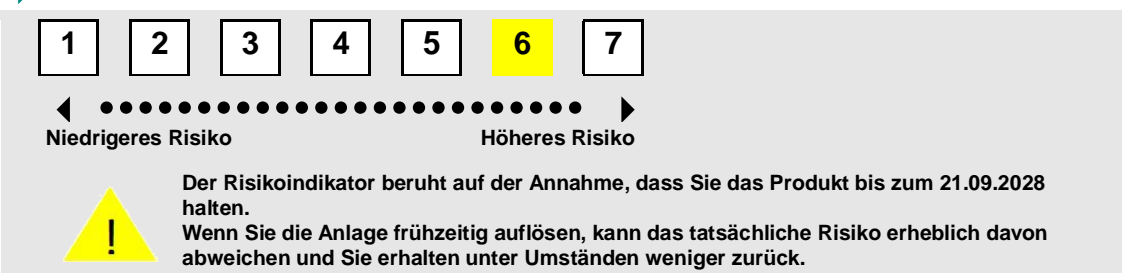 1 2 3 4 5 6 7
Niedrigeres Risiko Höheres Risiko
Der Risikoindikator beruht auf der Annahme, dass Sie das Produkt bis zum 21.09.2028
halten.
Wenn Sie die Anlage frühzeitig auflösen, kann das tatsächliche Risiko erheblich davon
abweichen und Sie erhalten unter Umständen weniger zurück.
!